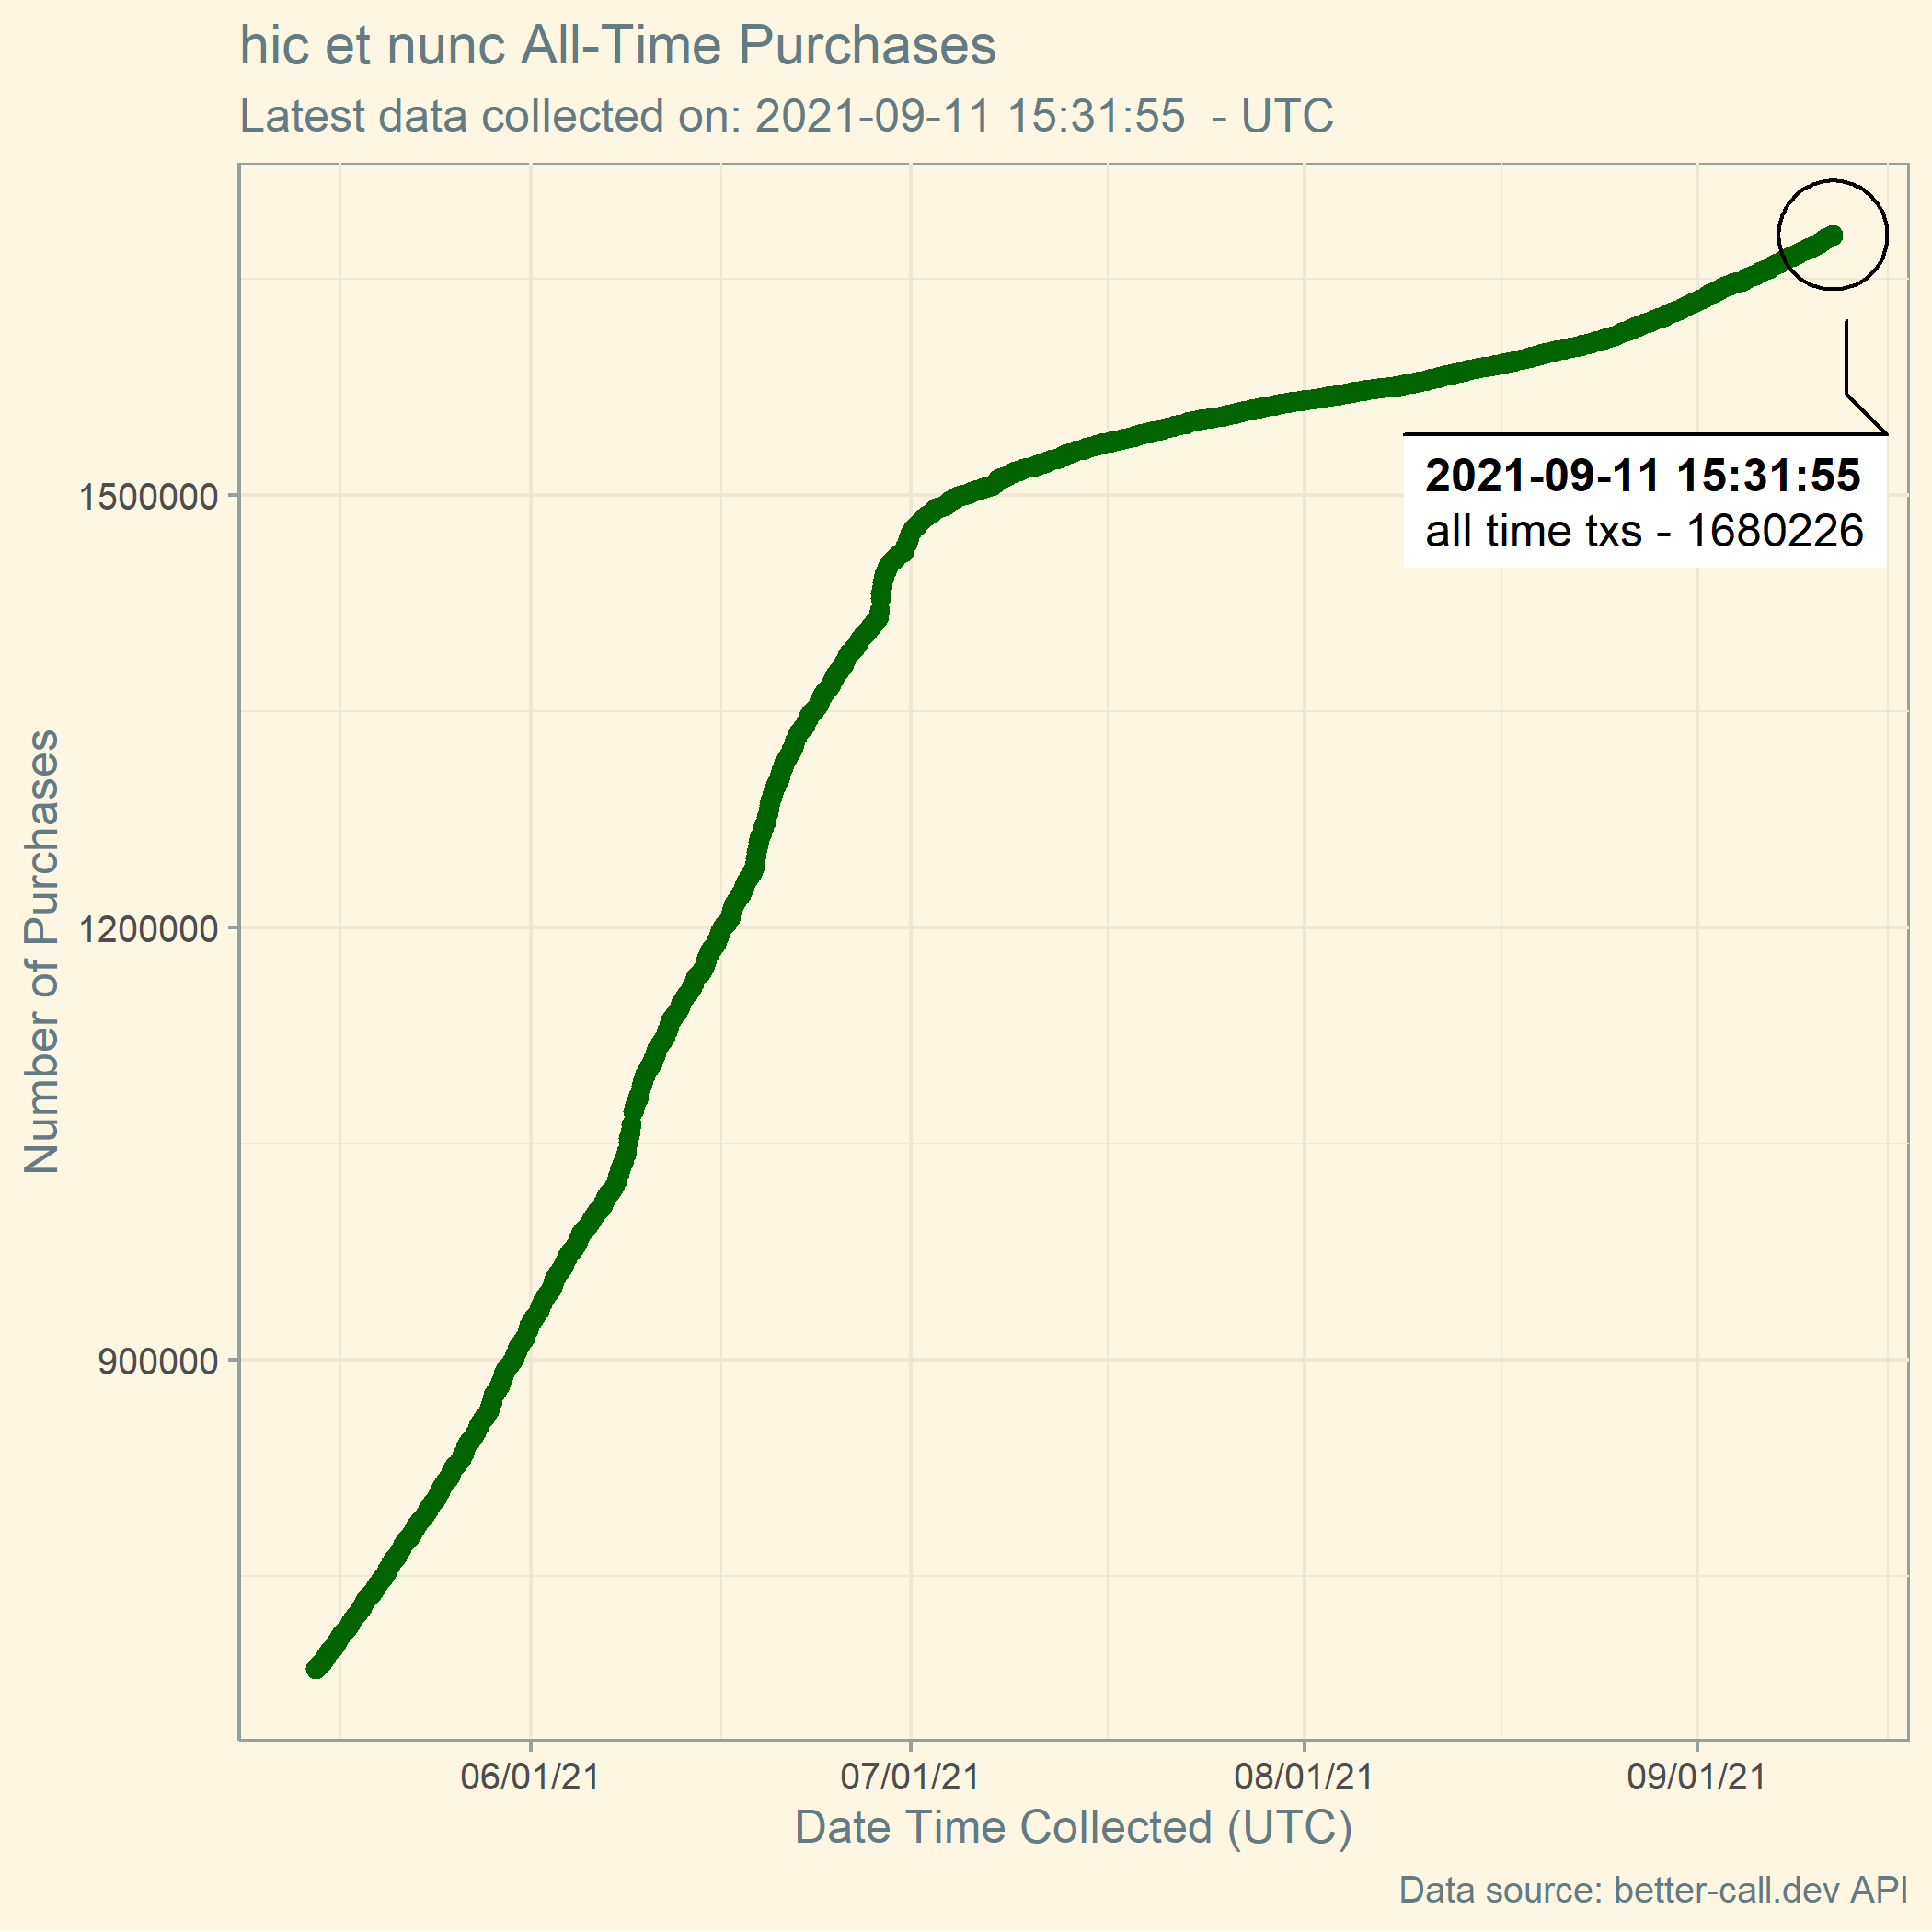 hic et nunc All-Time Purchases
Latest data collected on: 2021-09-11 15:31:55  - UTC
2021-09-11 15:31:55
all time txs - 1680226
Number of Purchases
1500000
1200000
900000
06/01/21
07/01/21
08/01/21
09/01/21
Date Time Collected (UTC)
Data source: better-call.dev API